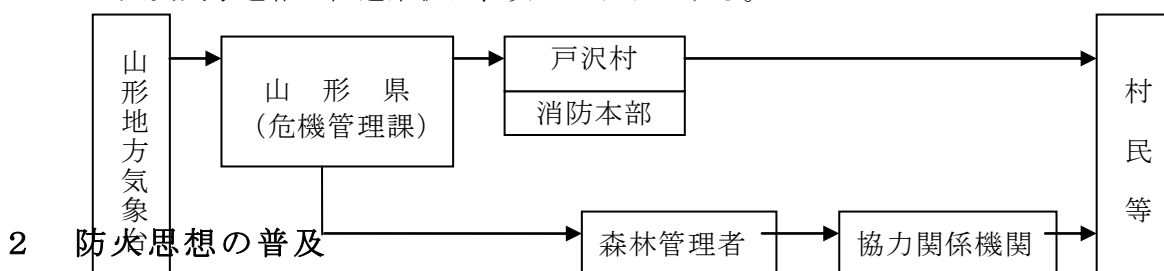 山形地方気象台
山　形　県
（危機管理課）
戸沢村
消防本部
村民等
森林管理者
協力関係機関
２　防火思想の普及